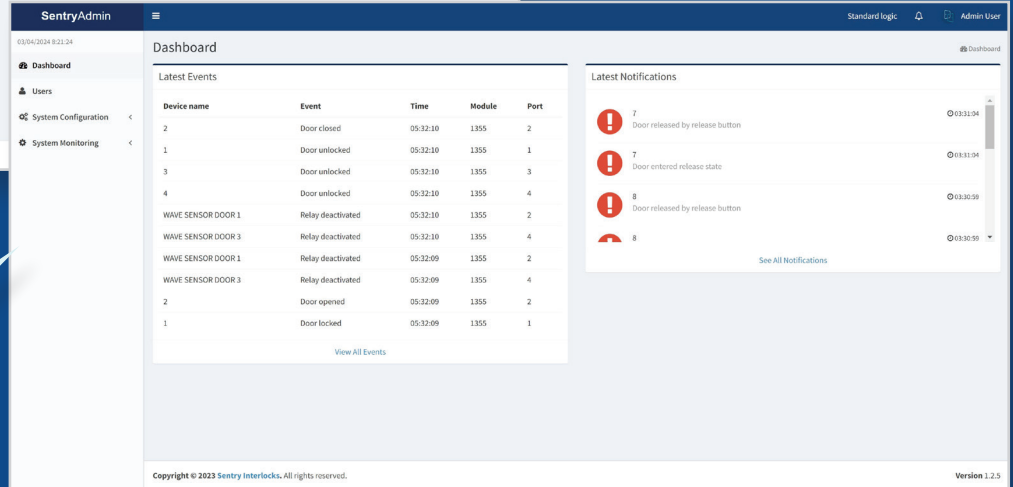 SentryAdmin
Standard logic
Admin User
03/04/2024 8:21:24
Dashboard
Users
System Configuration
System Monitoring
Dashboard
Dashboard
Latest Events
Device name Event Time Module Port
2 Door closed 05:32:10 1355 2
1 Door unlocked 05:32:10 1355 1
3 Door unlocked 05:32:10 1355 3
4 Door unlocked 05:32:10 1355 4
WAVE SENSOR DOOR 1 Relay deactivated 05:32:10 1355 2
WAVE SENSOR DOOR 3 Relay deactivated 05:32:10 1355 4
WAVE SENSOR DOOR 1 Relay deactivated 05:32:09 1355 2
WAVE SENSOR DOOR 3 Relay deactivated 05:32:09 1355 4
2 Door opened 05:32:09 1355 2
1 Door locked 05:32:09 1355 1
View All Events
Latest Notifications
7 03:31:04
Door released by release button
7 03:31:04
Door entered release state
8 03:30:59
Door released by release button
8 03:30:59
See All Notifications
Copyright © 2023 Sentry Interlocks. All rights reserved.
Version 1.2.5